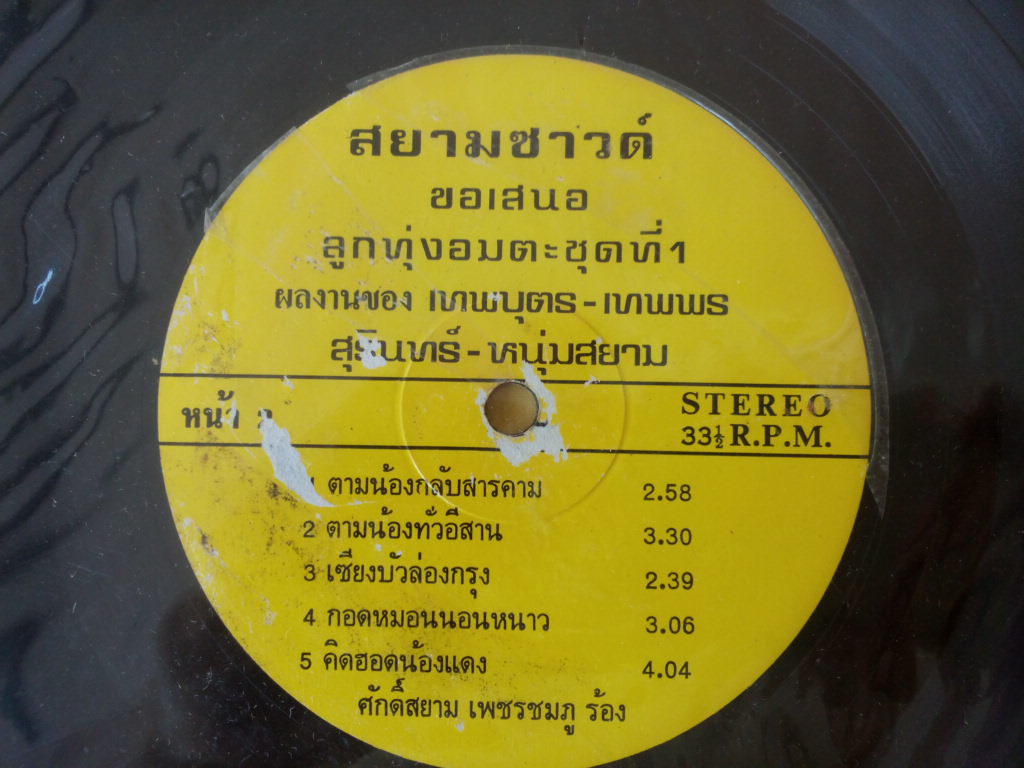 สยามซาวด์
ขอเสนอ
ลูกทุ่งอมตะชุดที่ 1
ผลงานของ เทพบุตร - เทพพร
สุรินทร์ - หนุ่มสยาม
หน้า 2
STEREO
33½ R.P.M.
1 ตามน้องกลับสารคาม 2.58
2 ตามน้องทั่วอีสาน 3.30
3 เซียงบัวล่องกรุง 2.39
4 กอดหมอนนอนหนาว 3.06
5 คิดฮอดน้องแดง 4.04
ศักดิ์สยาม เพชรชมภู ร้อง